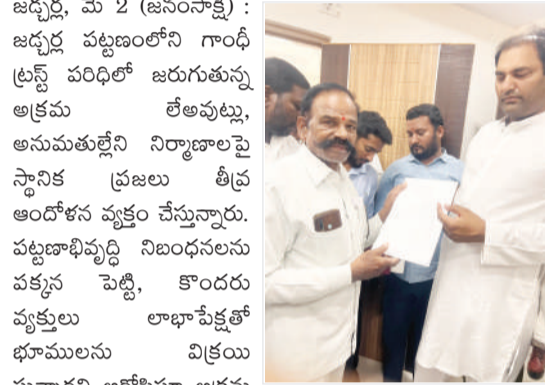 జడ్చర్ల, మే 2 (జనంసాక్షి) :
జడ్చర్ల పట్టణంలోని గాంధీ
ట్రస్ట్ పరిధిలో జరుగుతున్న
అక్రమ లేఅవుట్లు,
అనుమతుల్లేని నిర్మాణాలపై
స్థానిక ప్రజలు తీవ్ర
ఆందోళన వ్యక్తం చేస్తున్నారు.
పట్టణాభివృద్ధి నిబంధనలను
పక్కన పెట్టి, కొందరు
వ్యక్తులు లాభాపేక్షతో
భూములను విక్రయి